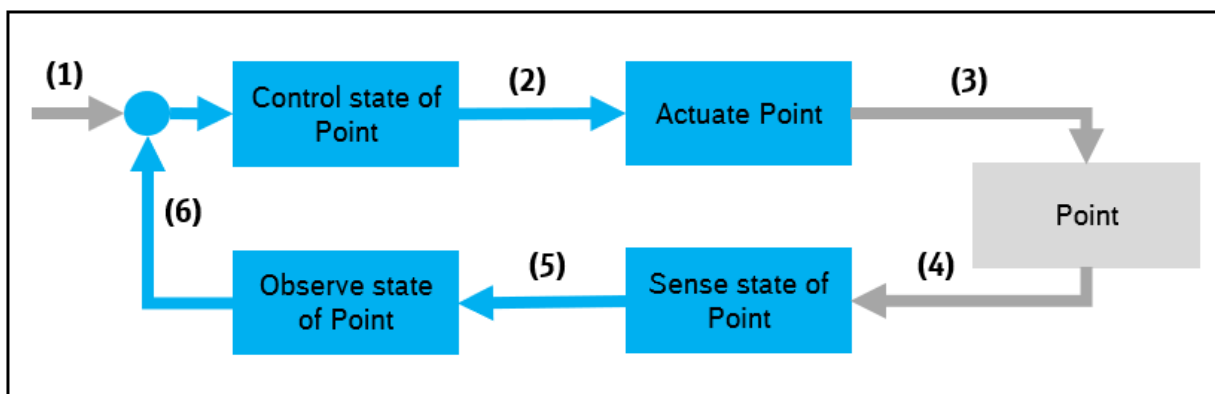 (1)
Control state of
Point
(2)
Actuate Point
(3)
Point
(4)
Sense state of
Point
(5)
Observe state
of Point
(6)